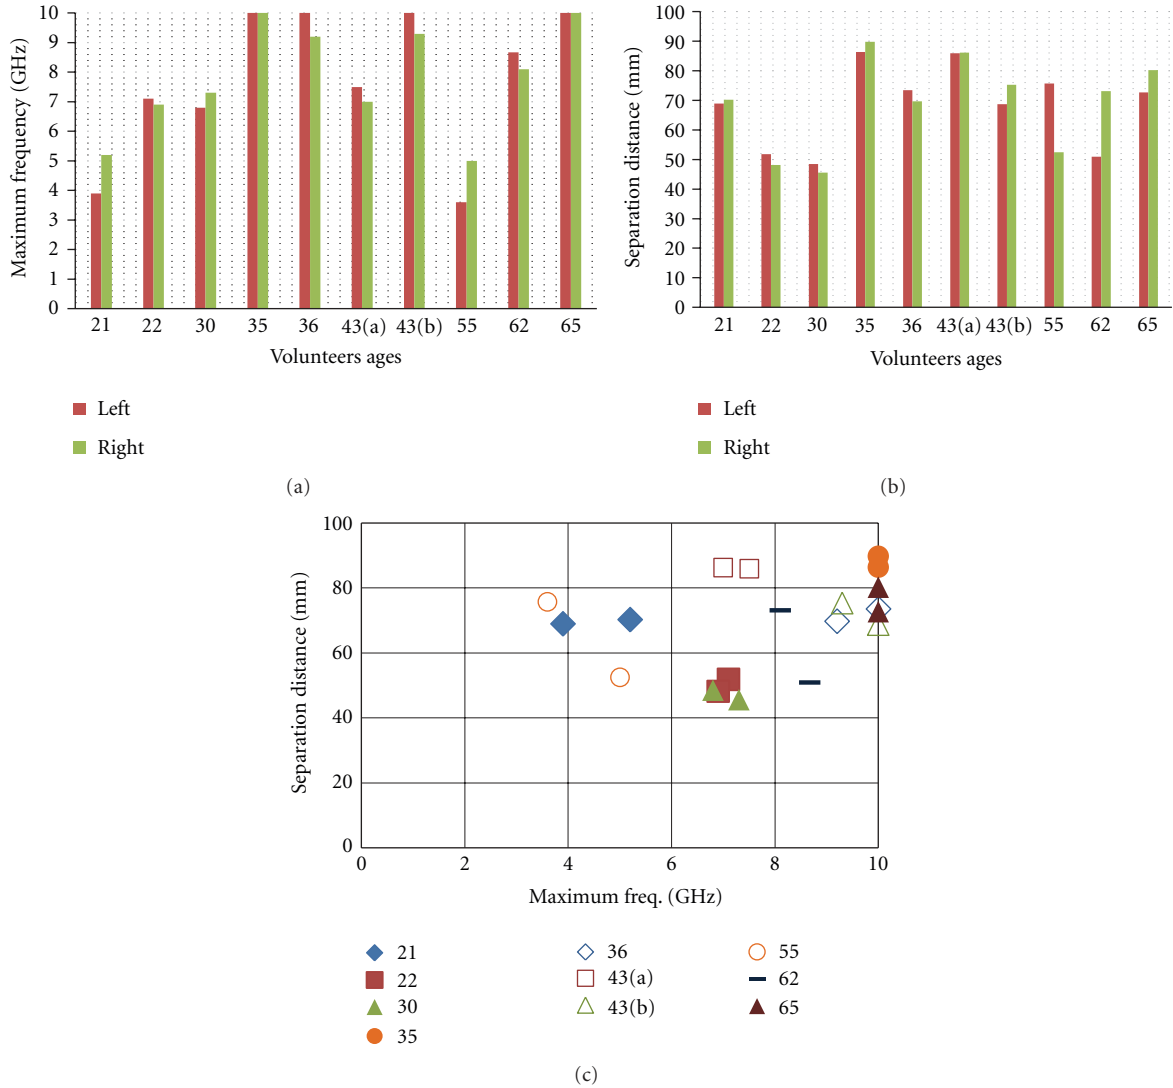 10
9
8
7
6
5
4
3
2
1
0
Maximum frequency (GHz)
21 22 30 35 36 43(a) 43(b) 55 62 65
Volunteers ages
Left
Right
(a)
100
90
80
70
60
50
40
30
20
10
0
Separation distance (mm)
21 22 30 35 36 43(a) 43(b) 55 62 65
Volunteers ages
Left
Right
(b)
100
80
60
40
20
0
Separation distance (mm)
0 2 4 6 8 10
Maximum freq. (GHz)
21 36 55
22 43(a) 62
30 43(b) 65
35
(c)